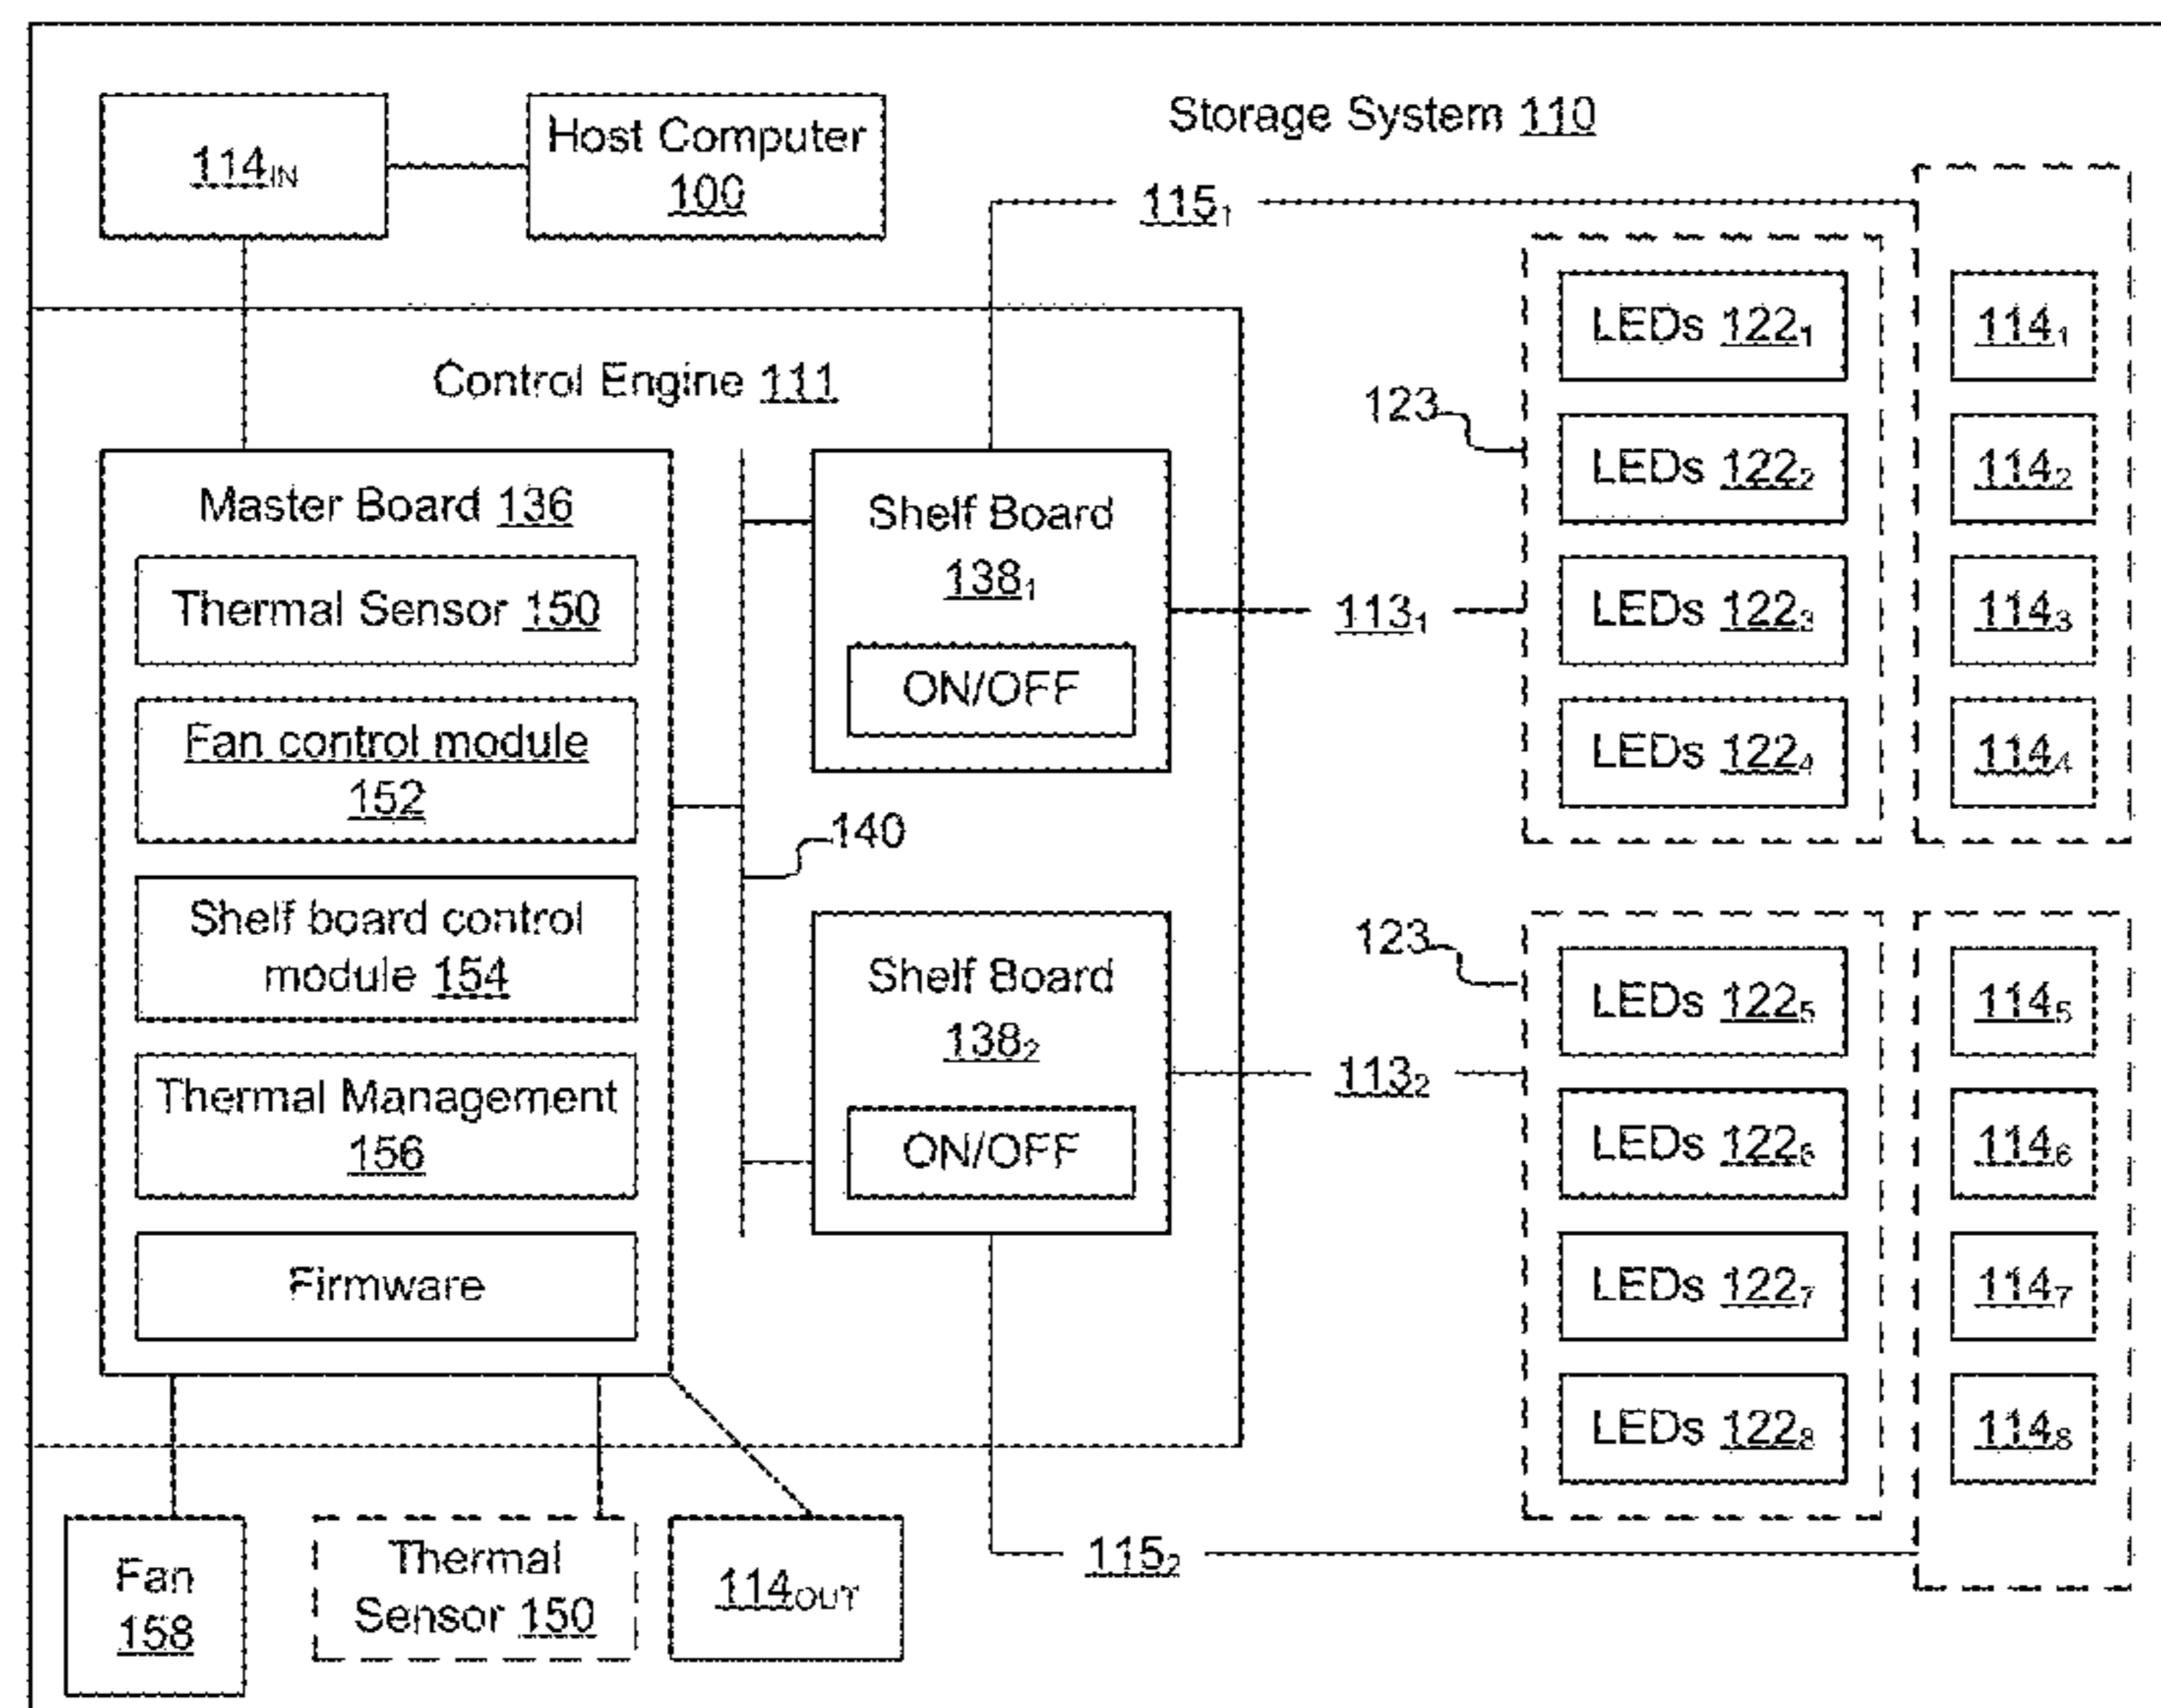 Storage System 110
114IN
Host Computer
100
1151
Control Engine 111
Master Board 136
Thermal Sensor 150
Fan control module
152
Shelf board control
module 154
Thermal Management
156
Firmware
140
Shelf Board
1381
ON/OFF
Shelf Board
1382
ON/OFF
1131
1132
123
LEDs 1221
LEDs 1222
LEDs 1223
LEDs 1224
1141
1142
1143
1144
123
LEDs 1225
LEDs 1226
LEDs 1227
LEDs 1228
1145
1146
1147
1148
1152
Fan
158
Thermal
Sensor 150
114OUT